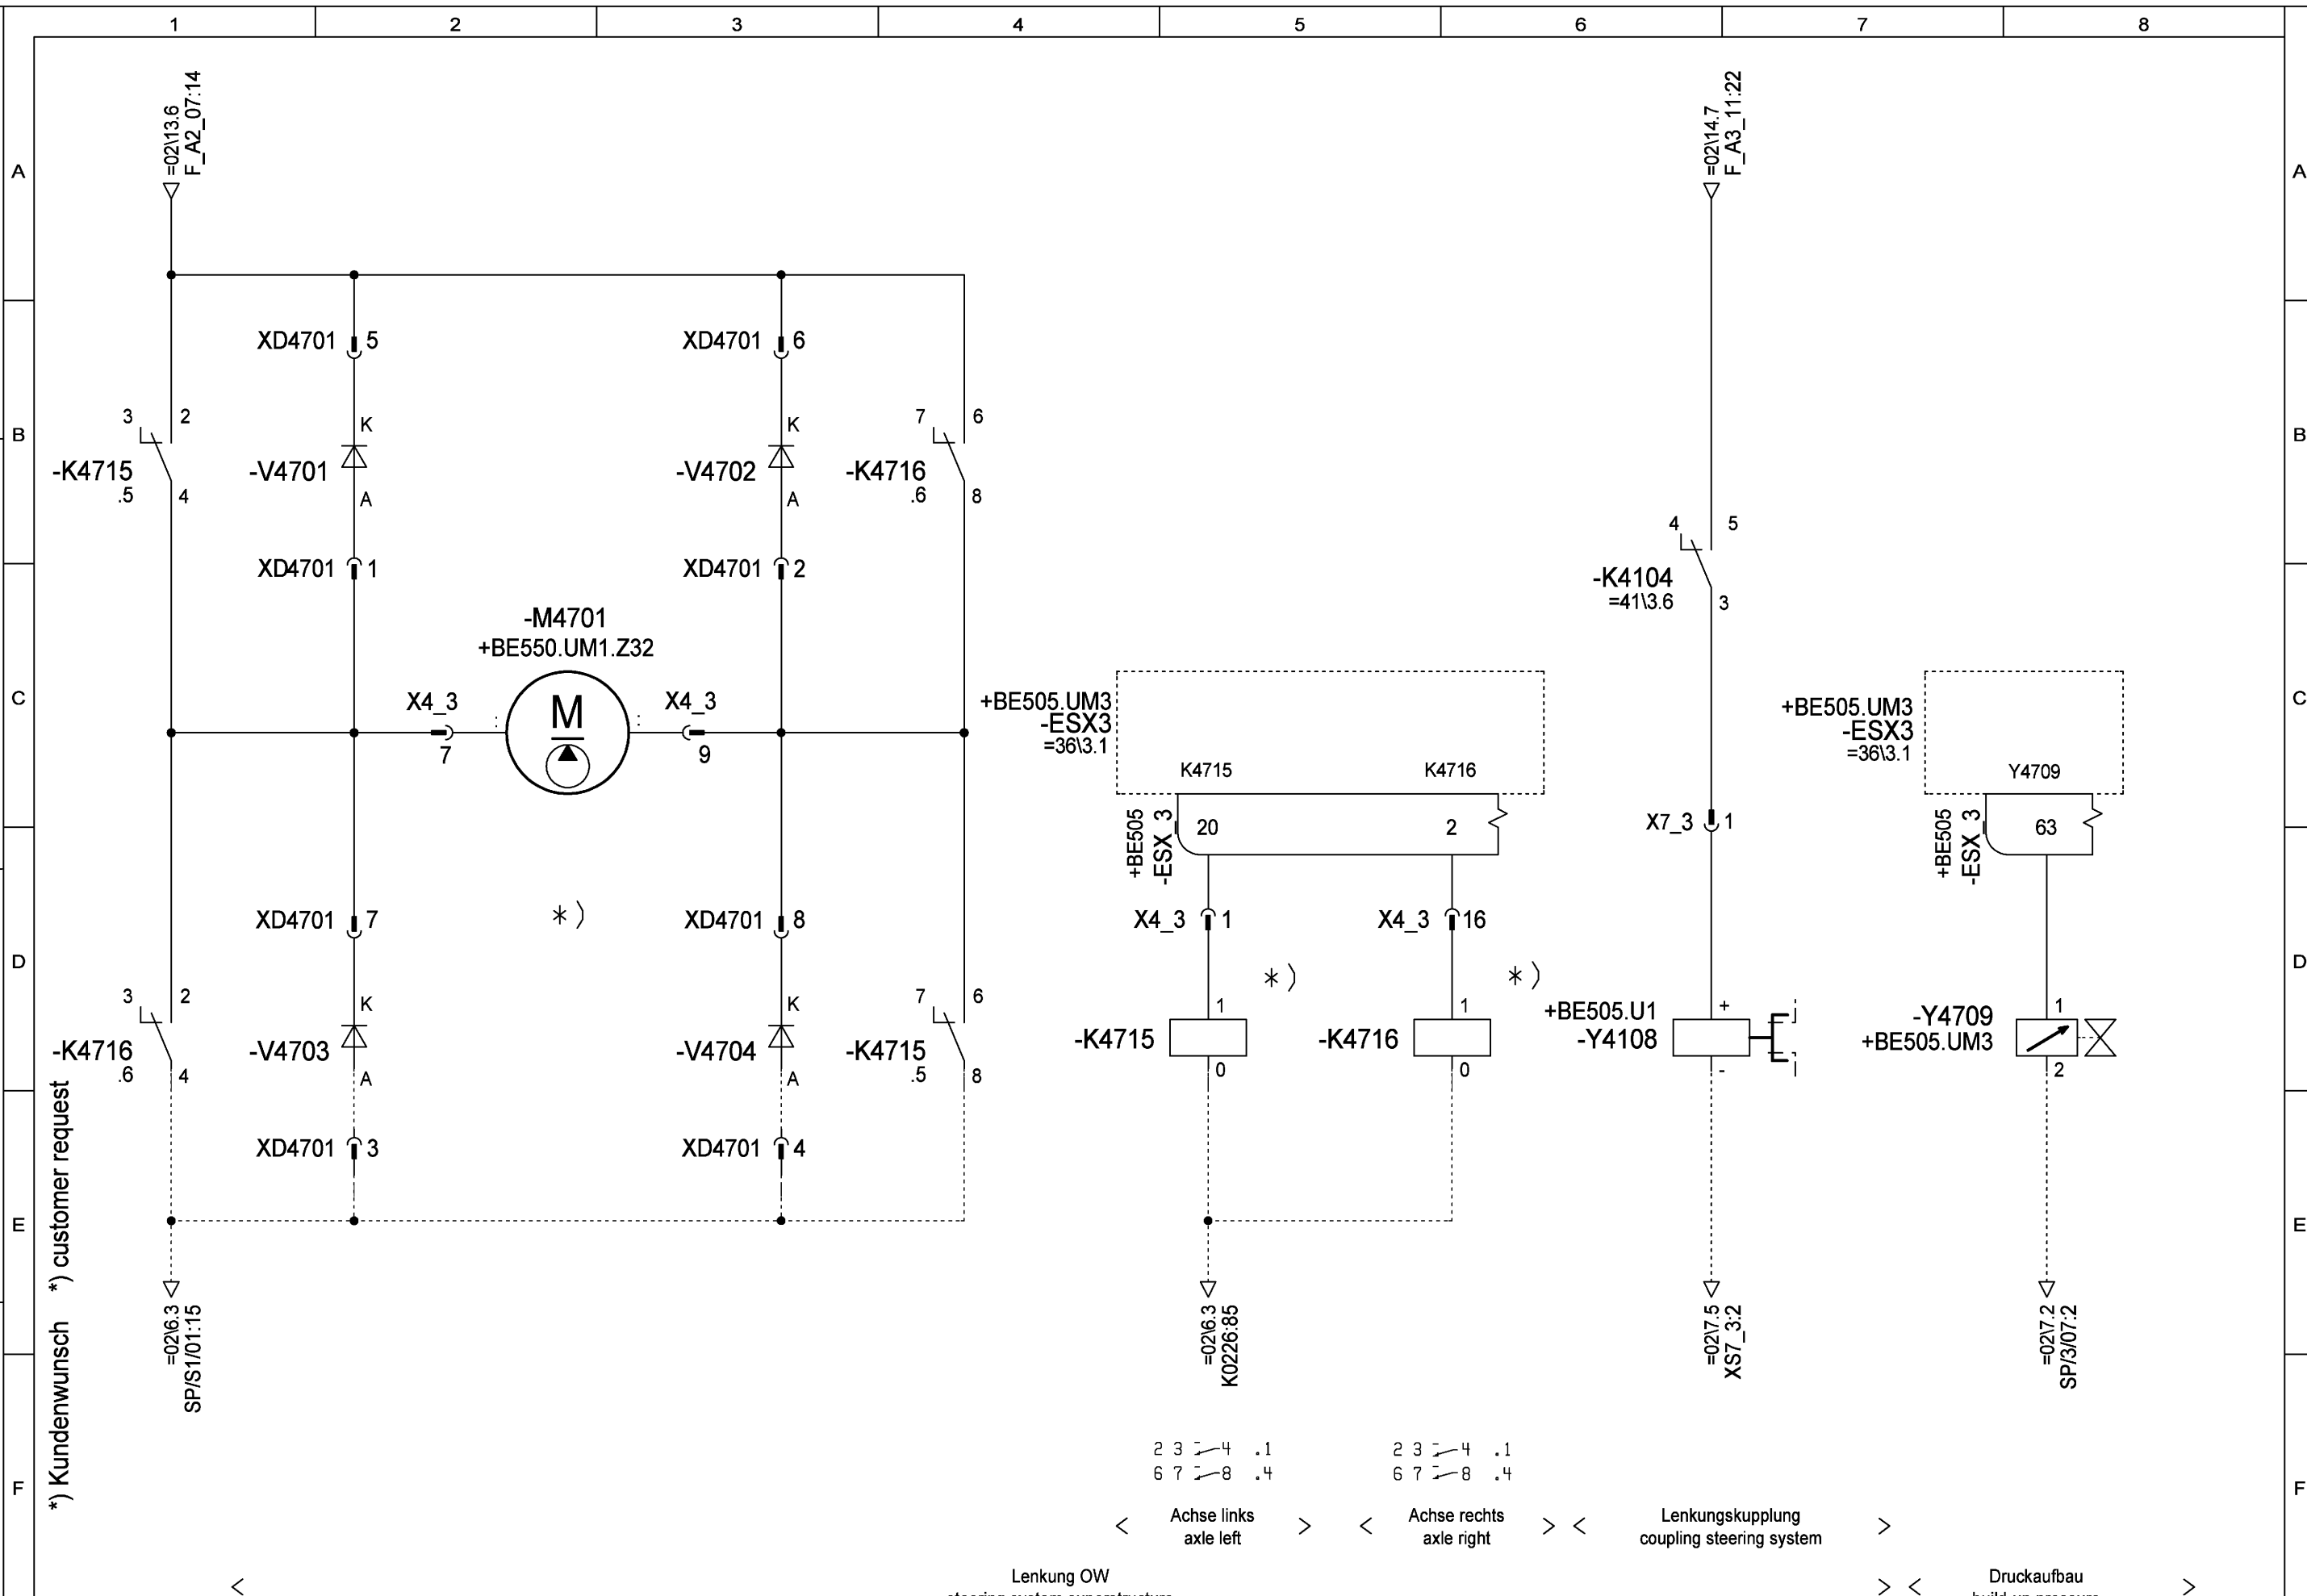 1 2 3 4 5 6 7 8
=02\13.6
F_A2_07:14
=02\14.7
F_A3_11:22
A A
XD4701 5
XD4701 6
3 2
K
K
7 6
B B
-K4715
.5
4
-V4701
A
-V4702
A
-K4716
.6
8
4 5
-K4104
=41\3.6
3
XD4701 1
XD4701 2
-M4701
+BE550.UM1.Z32
X4_3
7
:
M
:
X4_3
9
C C
+BE505.UM3
-ESX3
=36\3.1
K4715 K4716
+BE505.UM3
-ESX3
=36\3.1
Y4709
+BE505
-ESX_3
20 2
X7_3 1
+BE505
-ESX_3
63
XD4701 7
*)
XD4701 8
X4_3 1
X4_3 16
D D
*)
*)
3 2
K
K
7 6
1
1
+
1
-K4716
.6
4
-V4703
A
-V4704
A
-K4715
.5
8
-K4715
0
-K4716
0
+BE505.U1
-Y4108
-
-Y4709
+BE505.UM3
2
XD4701 3
XD4701 4
E E
*) Kundenwunsch *) customer request
=02\6.3
SP/S1/01:15
=02\6.3
K0226:85
=02\7.5
XS7_3:2
=02\7.2
SP/3/07:2
2 3 4 .1
6 7 8 .4
2 3 4 .1
6 7 8 .4
F F
< Achse links >
axle left
< Achse rechts >
axle right
< Lenkungskupplung >
coupling steering system
< Lenkung OW >
steering system superstructure
< Druckaufbau >
build-up pressure